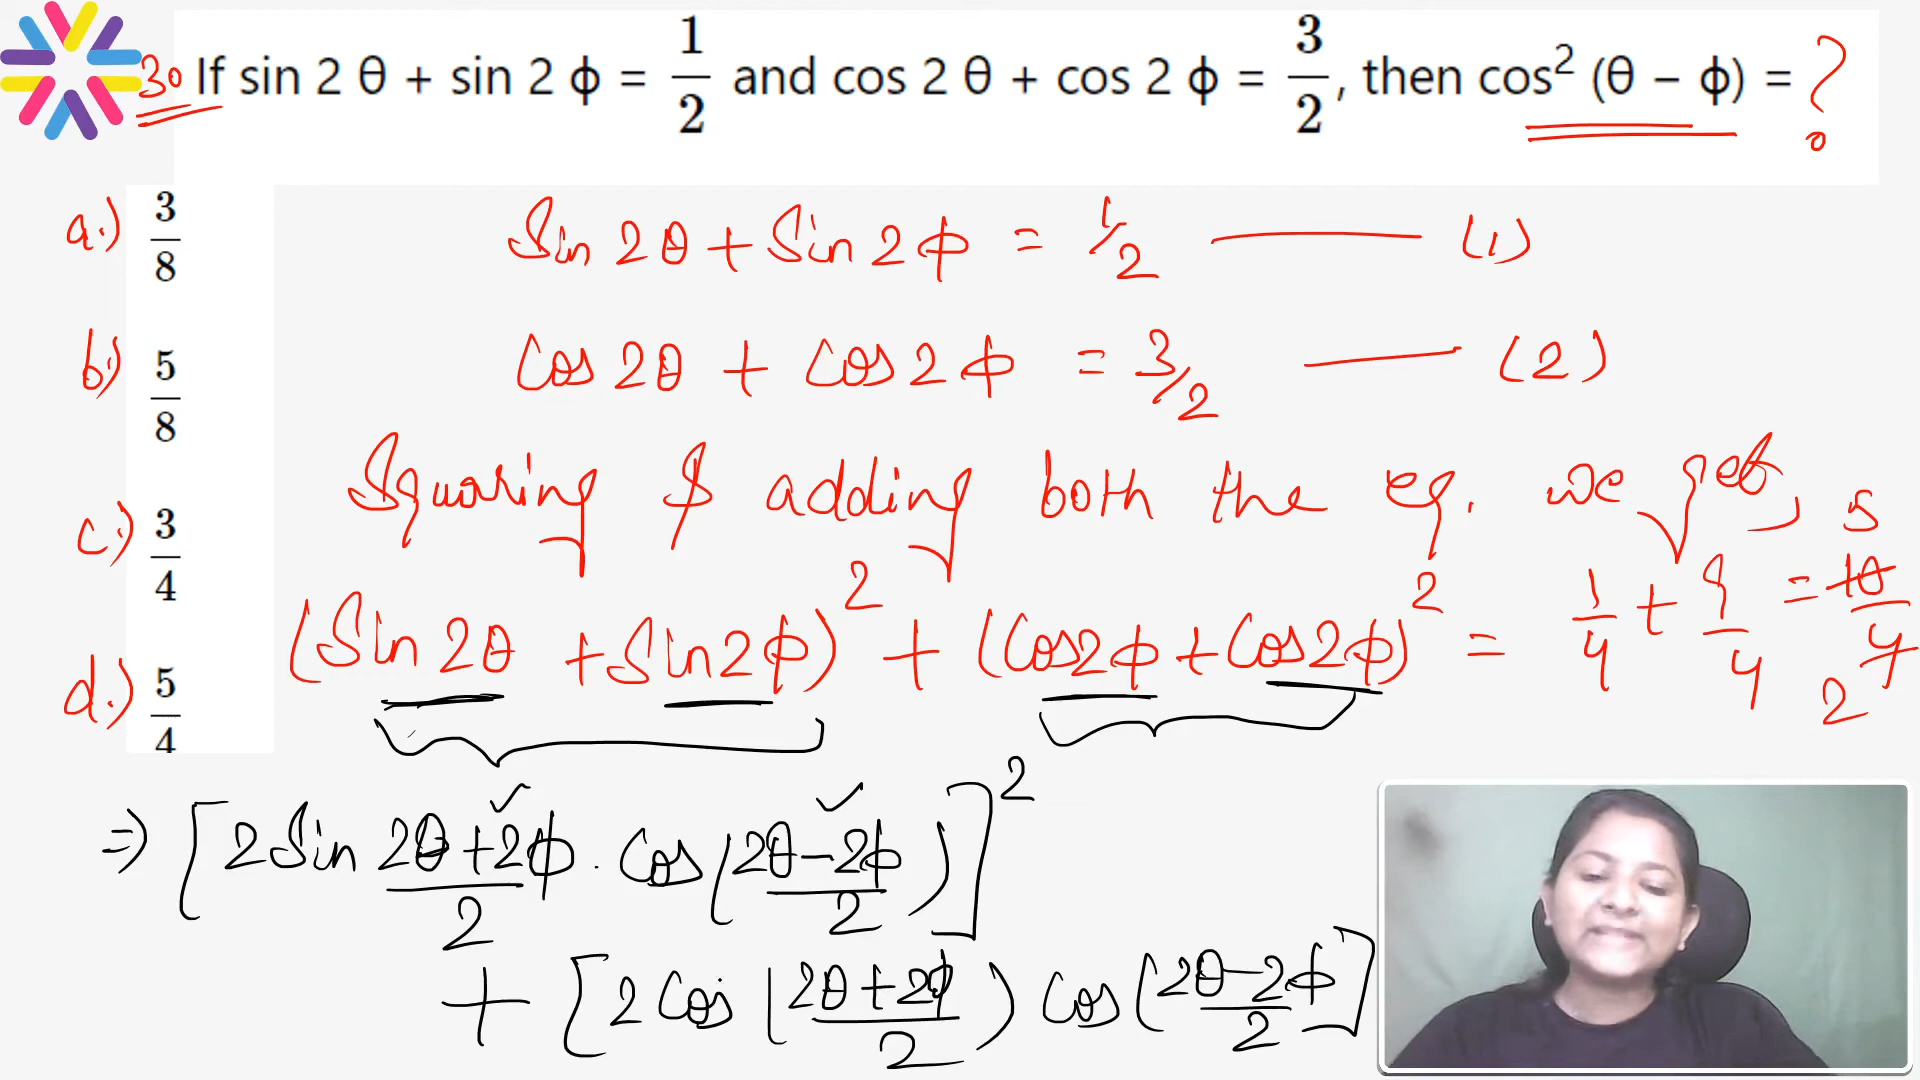 30 If sin 2 θ + sin 2 ϕ = 1/2 and cos 2 θ + cos 2 ϕ = 3/2, then cos² (θ − ϕ) = ?
a.) 3/8
b.) 5/8
c.) 3/4
d.) 5/4
Sin 2θ + Sin 2ϕ = 1/2 —— (1)
Cos 2θ + Cos 2ϕ = 3/2 —— (2)
Squaring & adding both the eq. we get,
(Sin 2θ + Sin 2ϕ)² + (Cos 2ϕ + Cos 2ϕ)² = 1/4 + 9/4 = 10/4 5 2
⇒ [2 Sin (2θ + 2ϕ)/2 . Cos ((2θ − 2ϕ)/2)]²
+ [2 Cos ((2θ + 2ϕ)/2) Cos ((2θ − 2ϕ)/2]